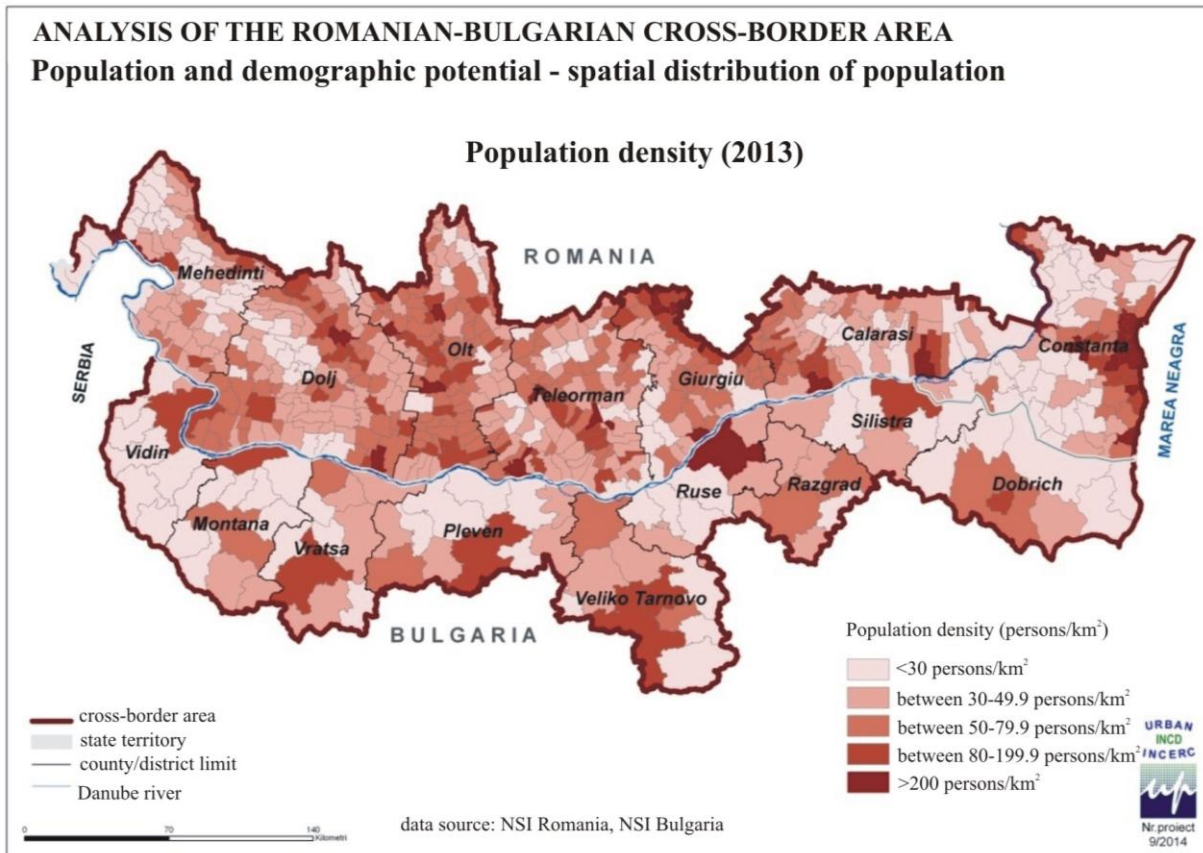 ANALYSIS OF THE ROMANIAN-BULGARIAN CROSS-BORDER AREA
Population and demographic potential - spatial distribution of population
Population density (2013)
ROMANIA
SERBIA
Mehedinti
Dolj
Olt
Teleorman
Giurgiu
Calarasi
Constanta
MAREA NEAGRA
Vidin
Montana
Vratsa
Pleven
Veliko Tarnovo
Ruse
Razgrad
Silistra
Dobrich
BULGARIA
Population density (persons/km²)
<30 persons/km²
between 30-49.9 persons/km²
between 50-79.9 persons/km²
between 80-199.9 persons/km²
>200 persons/km²
cross-border area
state territory
county/district limit
Danube river
0 70 140
Kilometri
data source: NSI Romania, NSI Bulgaria
URBAN
INCD
INCERC
up
Nr.proiect
9/2014